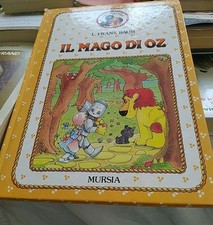 L. FRANK BAUM
IL MAGO DI OZ
MURSIA